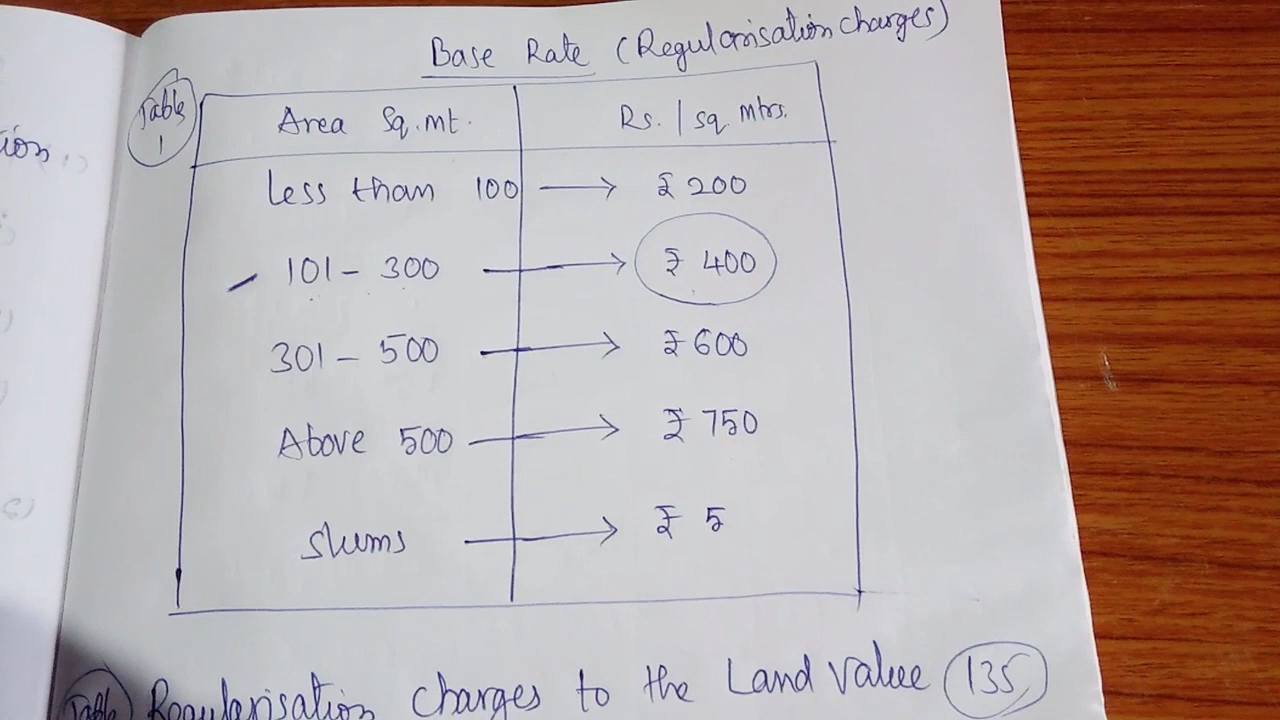 Base Rate (Regularisation charges)
Table 1
Area Sq.mt. Rs. / sq. mtrs.
Less than 100 → ₹ 200
101 - 300 → ₹ 400
301 - 500 → ₹ 600
Above 500 → ₹ 750
Slums → ₹ 5
Table Regularisation charges to the Land Value 135